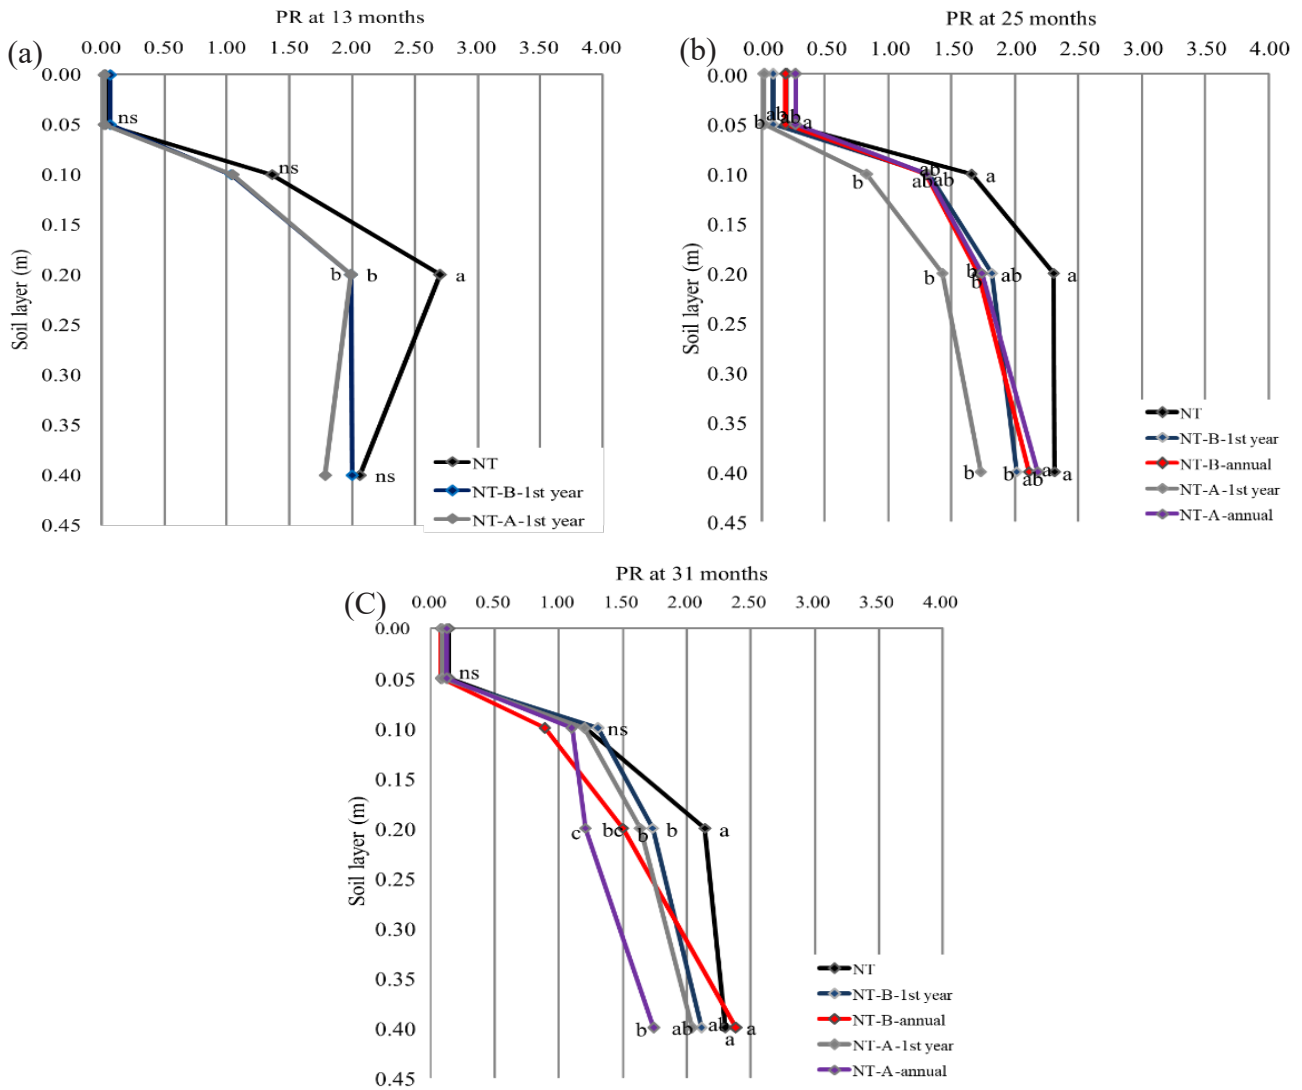 PR at 13 months
(a)
0.00 0.50 1.00 1.50 2.00 2.50 3.00 3.50 4.00
0.00
0.05
0.10
0.15
0.20
0.25
0.30
0.35
0.40
0.45
Soil layer (m)
ns
ns
b b a
ns
NT
NT-B-1st year
NT-A-1st year
PR at 25 months
(b)
0.00 0.50 1.00 1.50 2.00 2.50 3.00 3.50 4.00
0.00
0.05
0.10
0.15
0.20
0.25
0.30
0.35
0.40
0.45
Soil layer (m)
b ab ab ab a
b ab ab ab a
b b b ab a
b b ab a a
NT
NT-B-1st year
NT-B-annual
NT-A-1st year
NT-A-annual
PR at 31 months
(C)
0.00 0.50 1.00 1.50 2.00 2.50 3.00 3.50 4.00
0.00
0.05
0.10
0.15
0.20
0.25
0.30
0.35
0.40
0.45
Soil layer (m)
ns
ns
c bc b b a
b ab ab a a
NT
NT-B-1st year
NT-B-annual
NT-A-1st year
NT-A-annual